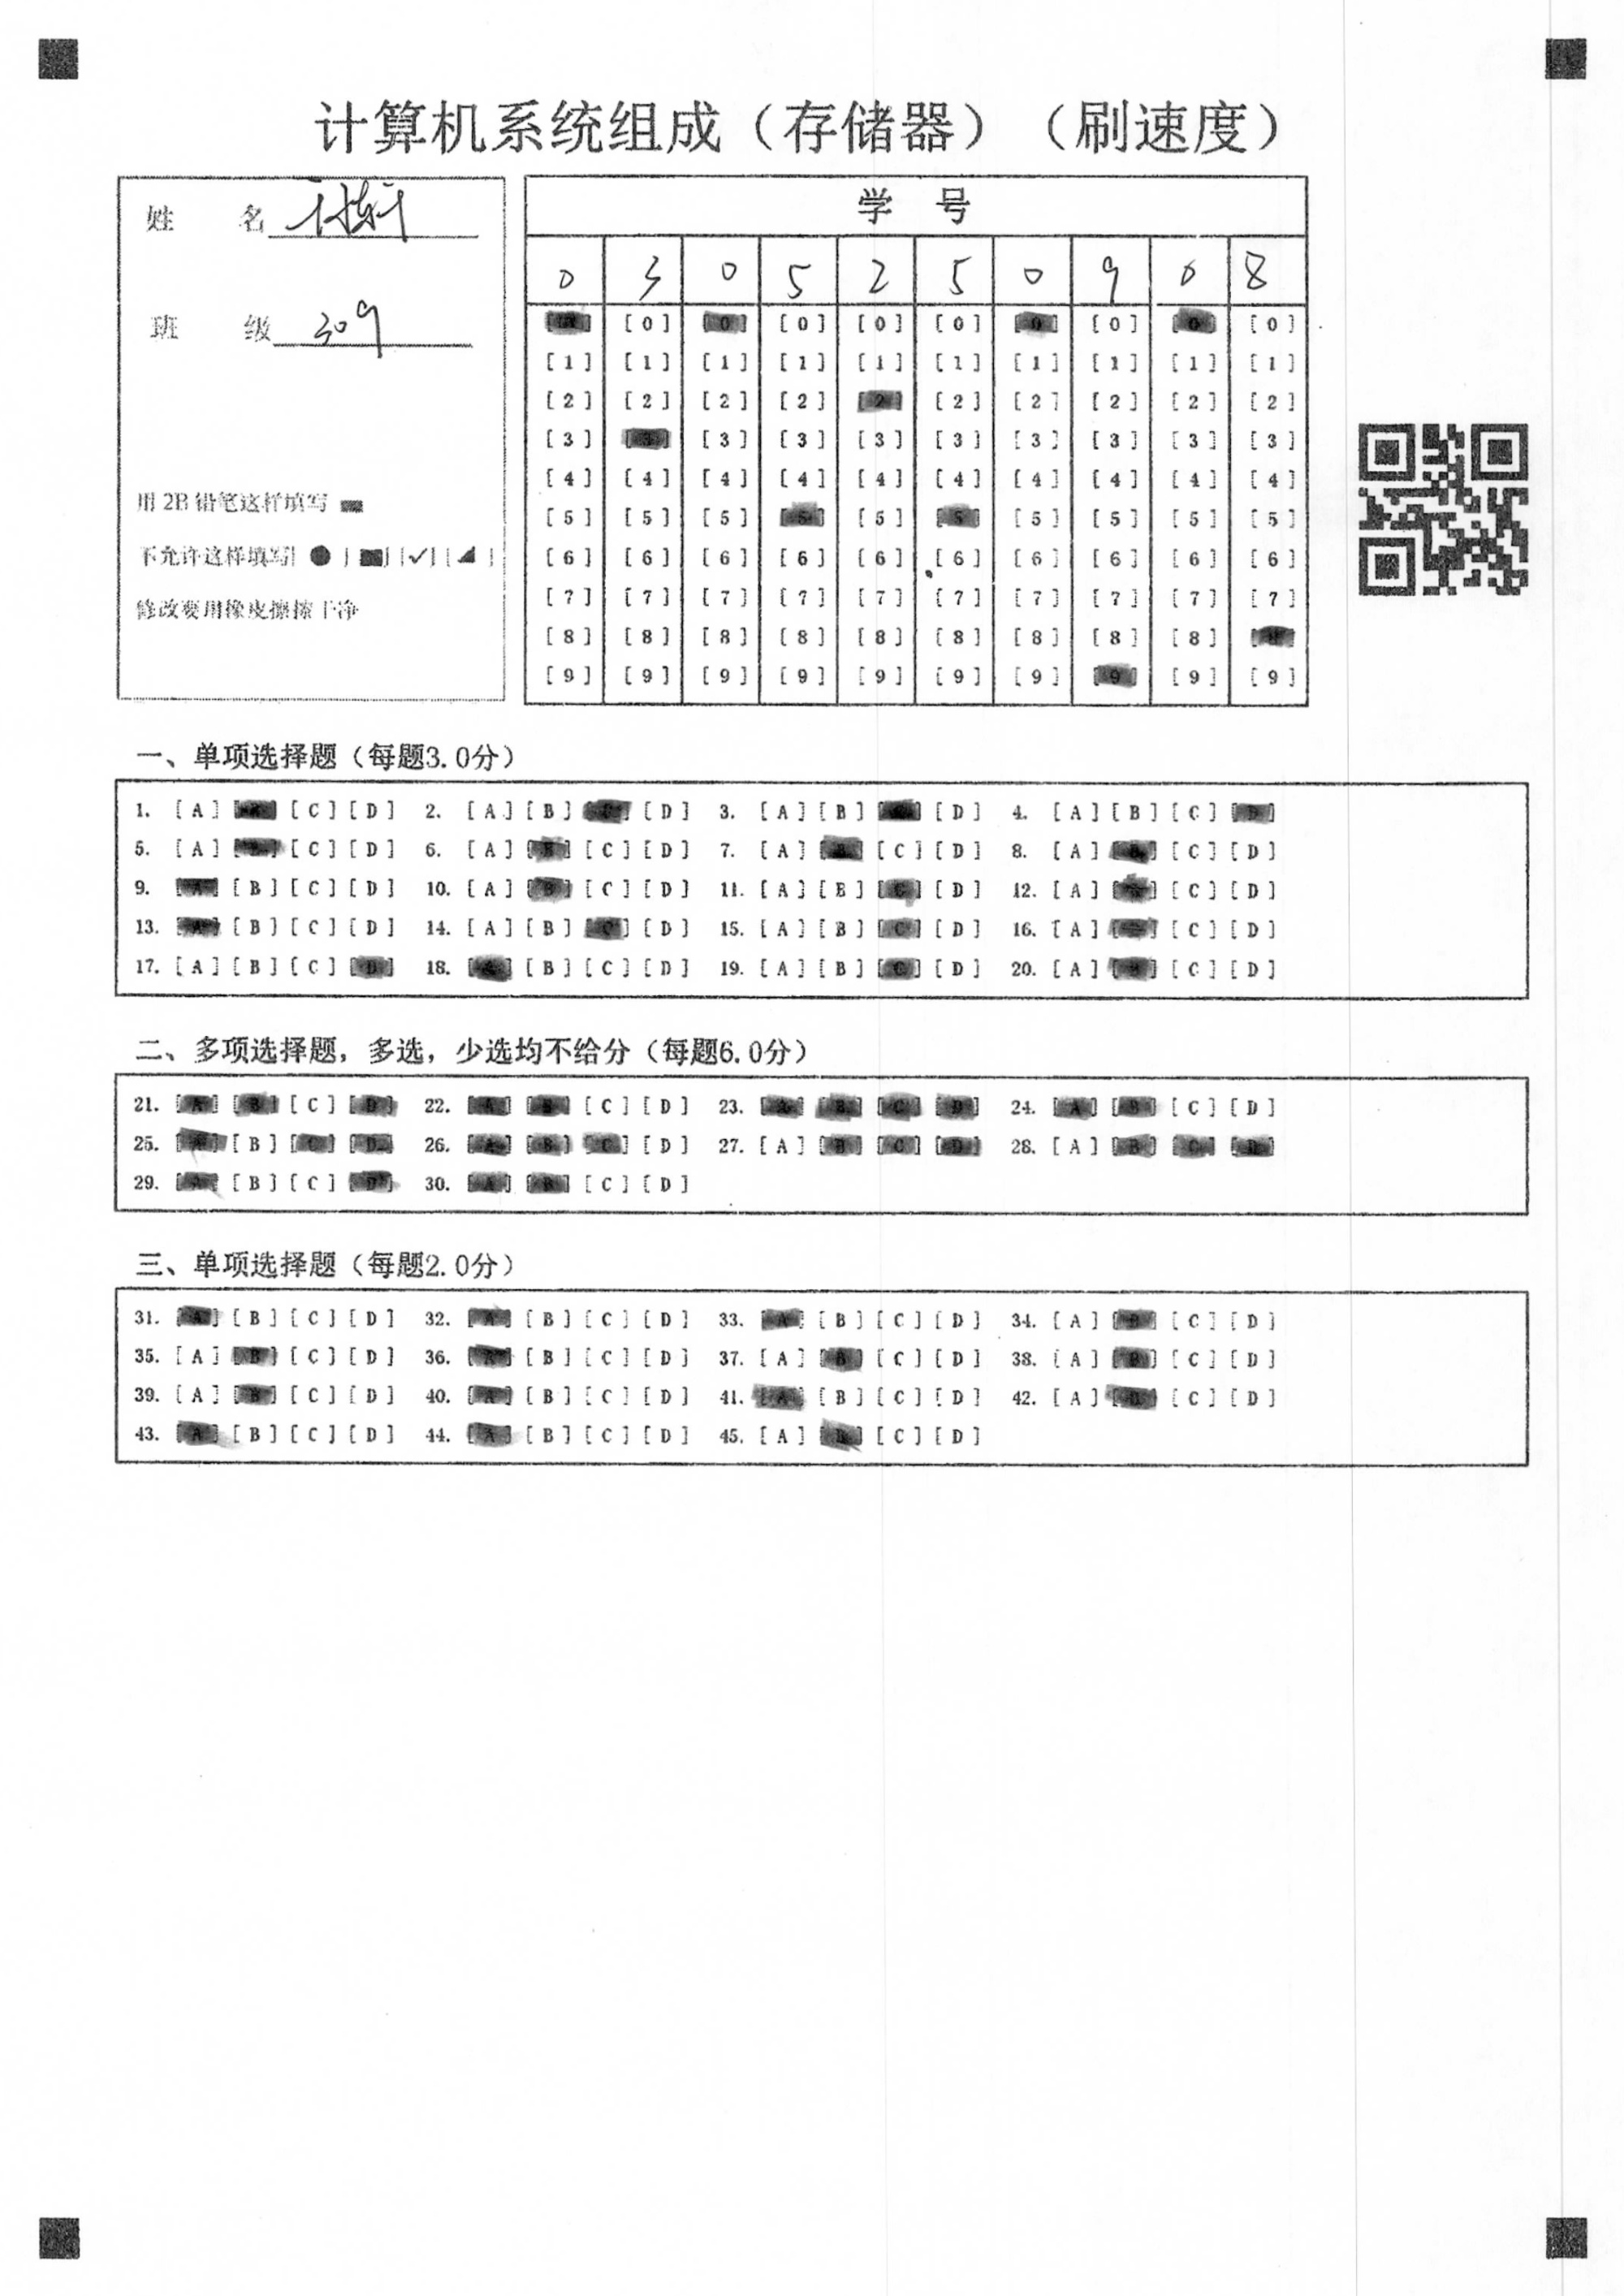 计算机系统组成（存储器）（刷速度）
姓 名
班 级 309
用 2B 铅笔这样填写
不允许这样填写[ ● ] [■] [✓] [◢ ]
修改要用橡皮擦擦干净
学 号
0 3 0 5 2 5 0 9 0 8
[0] [0] [0] [0] [0] [0] [0] [0] [0] [0]
[1] [1] [1] [1] [1] [1] [1] [1] [1] [1]
[2] [2] [2] [2] [2] [2] [2] [2] [2] [2]
[3] [3] [3] [3] [3] [3] [3] [3] [3] [3]
[4] [4] [4] [4] [4] [4] [4] [4] [4] [4]
[5] [5] [5] [5] [5] [5] [5] [5] [5] [5]
[6] [6] [6] [6] [6] [6] [6] [6] [6] [6]
[7] [7] [7] [7] [7] [7] [7] [7] [7] [7]
[8] [8] [8] [8] [8] [8] [8] [8] [8] [8]
[9] [9] [9] [9] [9] [9] [9] [9] [9] [9]
一、单项选择题（每题3.0分）
1. [A] [■] [C] [D] 2. [A] [B] [■] [D] 3. [A] [B] [■] [D] 4. [A] [B] [C] [■]
5. [A] [■] [C] [D] 6. [A] [■] [C] [D] 7. [A] [■] [C] [D] 8. [A] [■] [C] [D]
9. [■] [B] [C] [D] 10. [A] [■] [C] [D] 11. [A] [B] [■] [D] 12. [A] [■] [C] [D]
13. [■] [B] [C] [D] 14. [A] [B] [■] [D] 15. [A] [B] [■] [D] 16. [A] [■] [C] [D]
17. [A] [B] [C] [■] 18. [■] [B] [C] [D] 19. [A] [B] [■] [D] 20. [A] [■] [C] [D]
二、多项选择题，多选，少选均不给分（每题6.0分）
21. [■] [■] [C] [■] 22. [■] [■] [C] [D] 23. [■] [■] [■] [■] 24. [■] [■] [C] [D]
25. [■] [B] [■] [■] 26. [■] [■] [■] [D] 27. [A] [■] [■] [■] 28. [A] [■] [■] [■]
29. [■] [B] [C] [■] 30. [■] [■] [C] [D]
三、单项选择题（每题2.0分）
31. [■] [B] [C] [D] 32. [■] [B] [C] [D] 33. [■] [B] [C] [D] 34. [A] [■] [C] [D]
35. [A] [■] [C] [D] 36. [■] [B] [C] [D] 37. [A] [■] [C] [D] 38. [A] [■] [C] [D]
39. [A] [■] [C] [D] 40. [■] [B] [C] [D] 41. [■] [B] [C] [D] 42. [A] [■] [C] [D]
43. [■] [B] [C] [D] 44. [■] [B] [C] [D] 45. [A] [■] [C] [D]